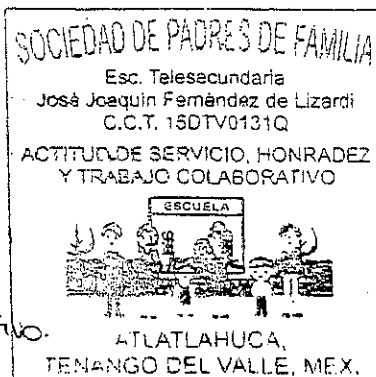 SOCIEDAD DE PADRES DE FAMILIA
Esc. Telesecundaria
José Joaquin Fernández de Lizardi
C.C.T. 15DTV0131Q
ACTITUD DE SERVICIO, HONRADEZ
Y TRABAJO COLABORATIVO
ESCUELA
ATLATLAHUCA,
TENANGO DEL VALLE, MEX.